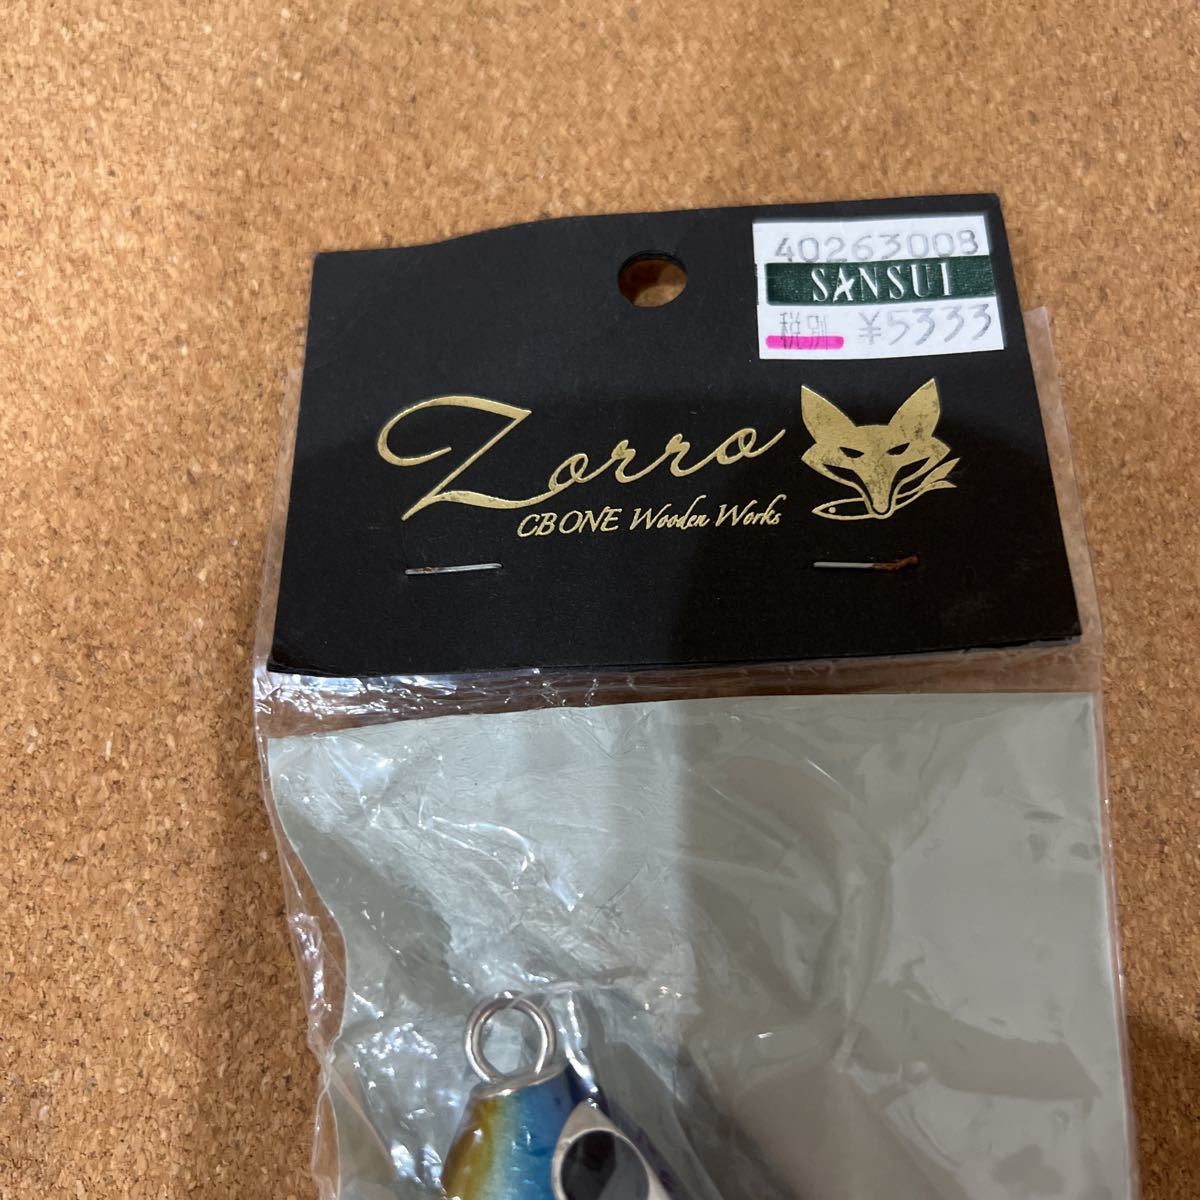 40263008
SANSUI
税別 ¥5333
Zorro
CB ONE Wooden Works